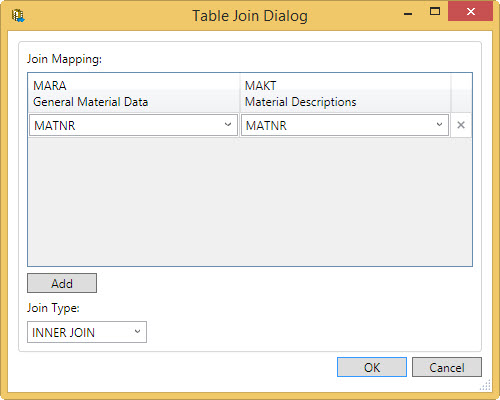 Table Join Dialog
Join Mapping:
MARA MAKT
General Material Data Material Descriptions
MATNR MATNR
Add
Join Type:
INNER JOIN
OK Cancel